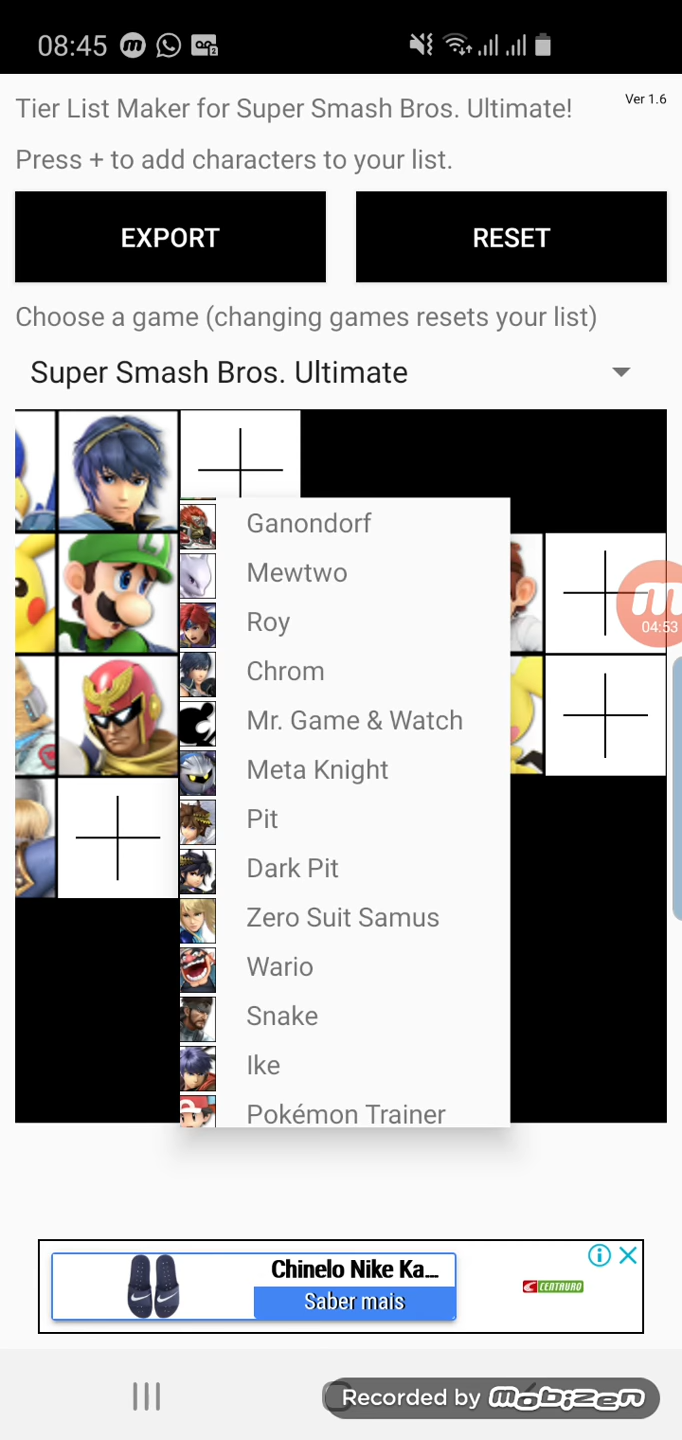 08:45
Tier List Maker for Super Smash Bros. Ultimate!
Ver 1.6
Press + to add characters to your list.
EXPORT
RESET
Choose a game (changing games resets your list)
Super Smash Bros. Ultimate
Ganondorf
Mewtwo
Roy
Chrom
Mr. Game & Watch
Meta Knight
Pit
Dark Pit
Zero Suit Samus
Wario
Snake
Ike
Pokémon Trainer
04:53
Chinelo Nike Ka...
Saber mais
CENTAURO
Recorded by mobizen